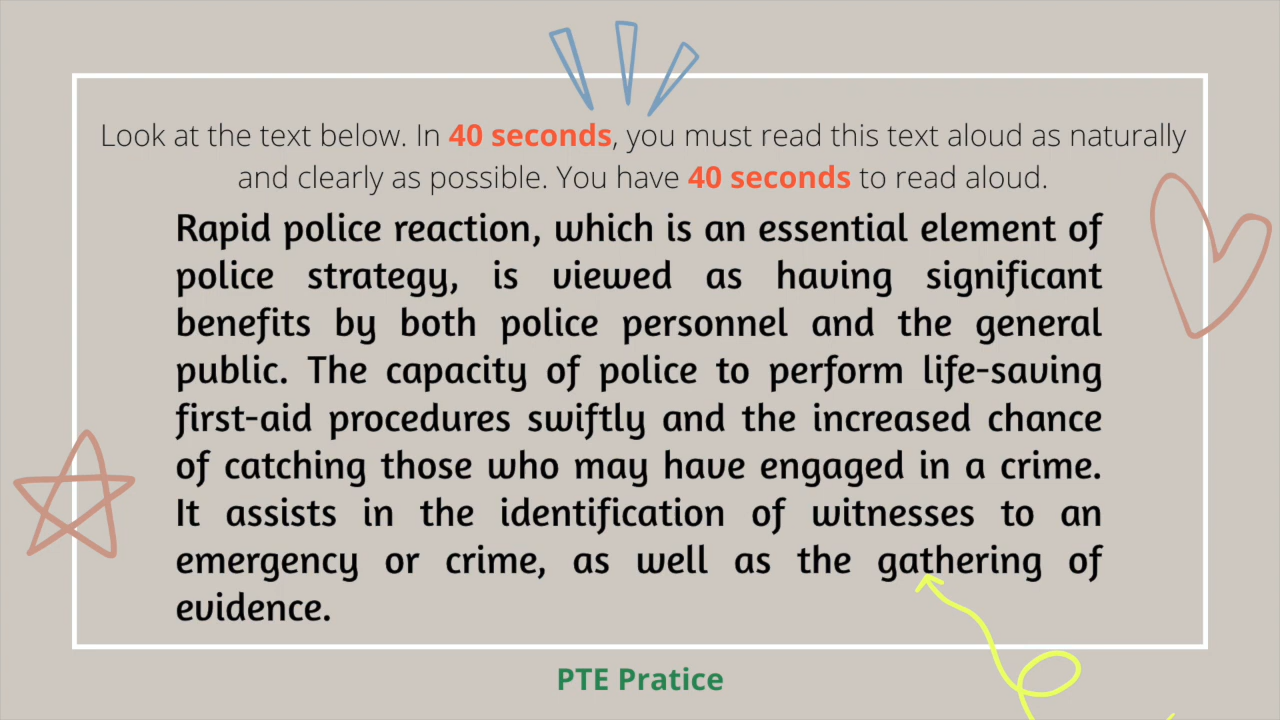 Look at the text below. In 40 seconds, you must read this text aloud as naturally
and clearly as possible. You have 40 seconds to read aloud.
Rapid police reaction, which is an essential element of
police strategy, is viewed as having significant
benefits by both police personnel and the general
public. The capacity of police to perform life-saving
first-aid procedures swiftly and the increased chance
of catching those who may have engaged in a crime.
It assists in the identification of witnesses to an
emergency or crime, as well as the gathering of
evidence.
PTE Pratice